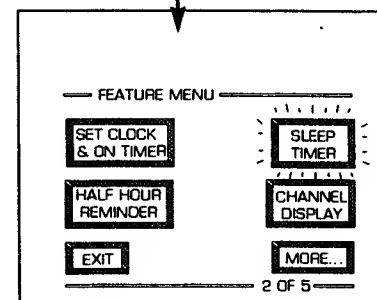 FEATURE MENU
SET CLOCK
& ON TIMER
SLEEP
TIMER
HALF HOUR
REMINDER
CHANNEL
DISPLAY
EXIT
MORE...
2 OF 5